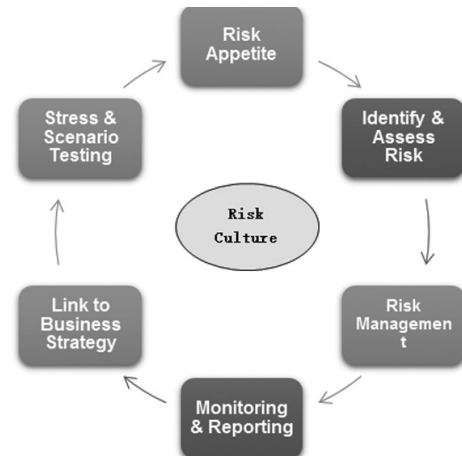 Risk
Appetite
Identify &
Assess
Risk
Risk
Managemen
t
Monitoring
& Reporting
Link to
Business
Strategy
Stress &
Scenario
Testing
Risk
Culture